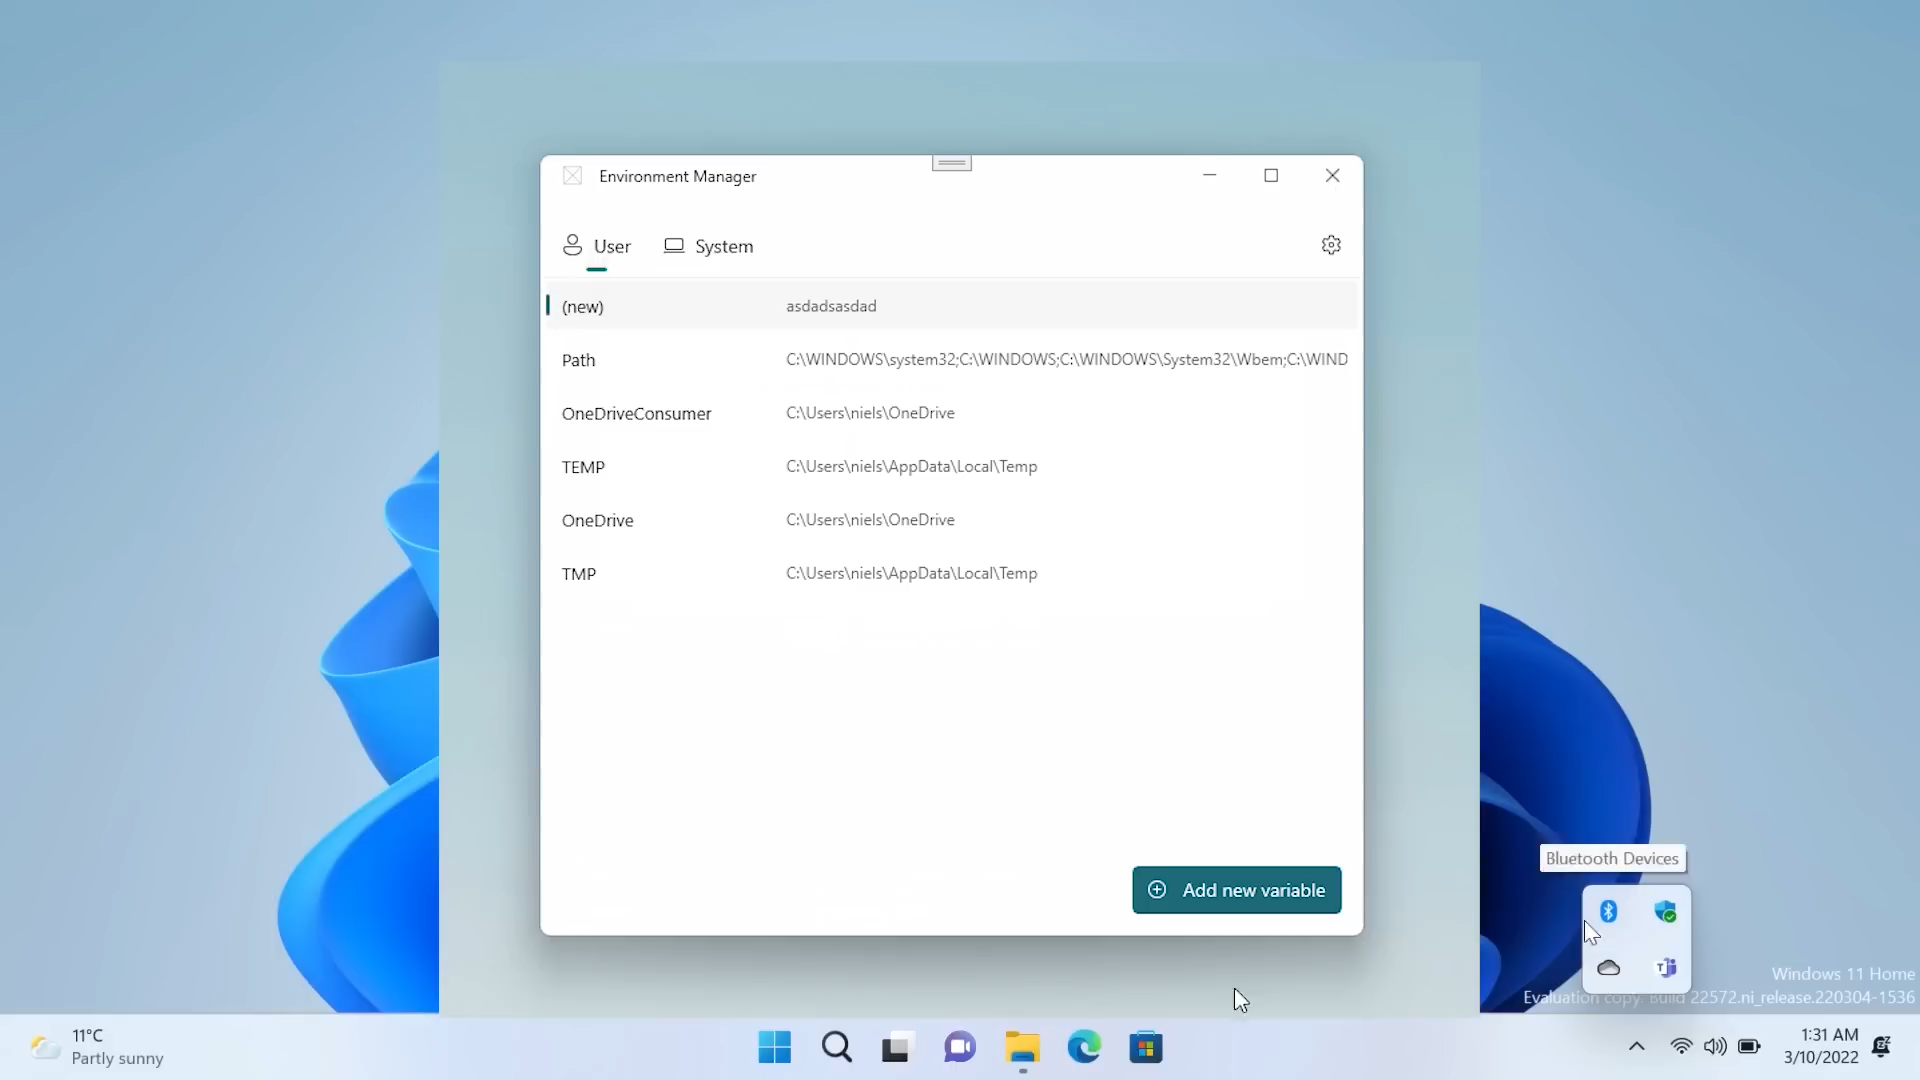 Environment Manager
User
System
(new) asdadsasdad
Path C:\WINDOWS\system32;C:\WINDOWS;C:\WINDOWS\System32\Wbem;C:\WIND
OneDriveConsumer C:\Users\niels\OneDrive
TEMP C:\Users\niels\AppData\Local\Temp
OneDrive C:\Users\niels\OneDrive
TMP C:\Users\niels\AppData\Local\Temp
Add new variable
Bluetooth Devices
Windows 11 Home
Evaluation copy. Build 22572.ni_release.220304-1536
11°C
Partly sunny
1:31 AM
3/10/2022